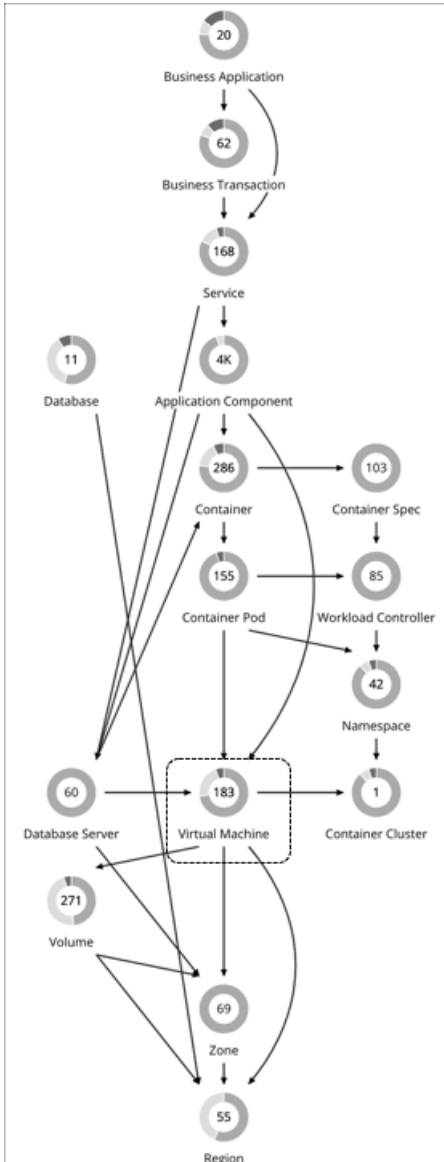 20
Business Application
62
Business Transaction
168
Service
11
Database
4K
Application Component
286
Container
103
Container Spec
155
Container Pod
85
Workload Controller
42
Namespace
60
Database Server
183
Virtual Machine
1
Container Cluster
271
Volume
69
Zone
55
Region